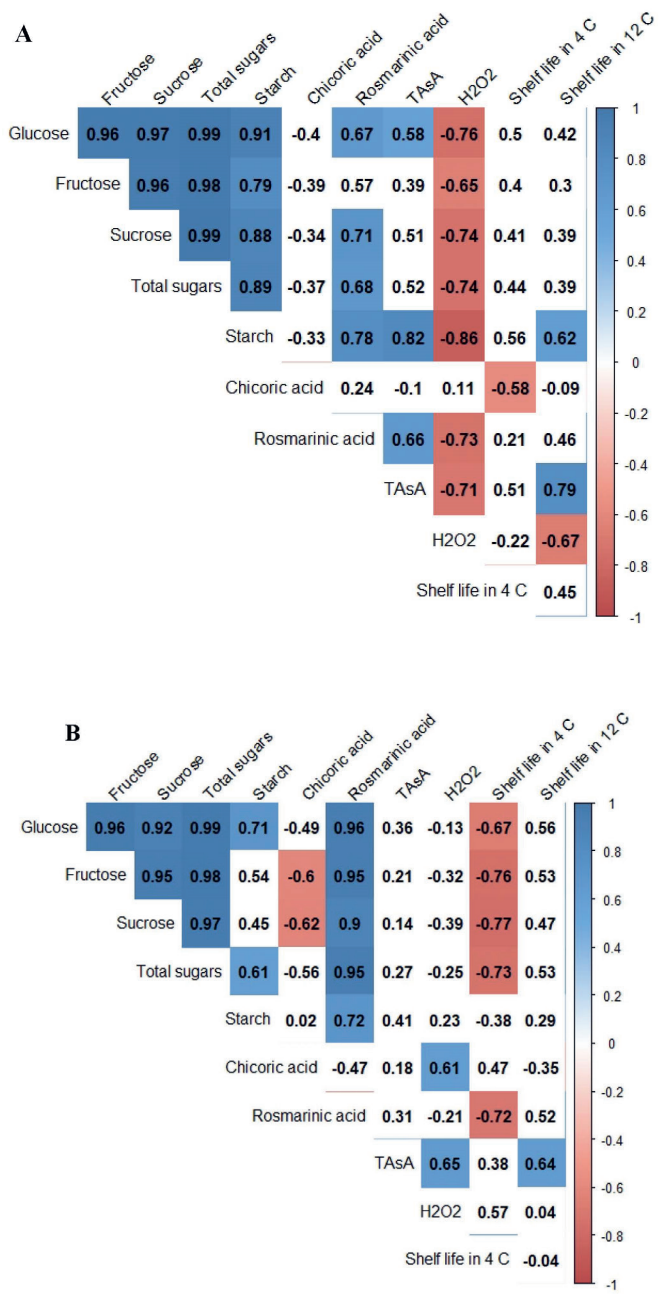 A
Fructose Sucrose Total sugars Starch Chicoric acid Rosmarinic acid TAsA H2O2 Shelf life in 4 C Shelf life in 12 C
Glucose 0.96 0.97 0.99 0.91 -0.4 0.67 0.58 -0.76 0.5 0.42
Fructose 0.96 0.98 0.79 -0.39 0.57 0.39 -0.65 0.4 0.3
Sucrose 0.99 0.88 -0.34 0.71 0.51 -0.74 0.41 0.39
Total sugars 0.89 -0.37 0.68 0.52 -0.74 0.44 0.39
Starch -0.33 0.78 0.82 -0.86 0.56 0.62
Chicoric acid 0.24 -0.1 0.11 -0.58 -0.09
Rosmarinic acid 0.66 -0.73 0.21 0.46
TAsA -0.71 0.51 0.79
H2O2 -0.22 -0.67
Shelf life in 4 C 0.45
1
0.8
0.6
0.4
0.2
0
-0.2
-0.4
-0.6
-0.8
-1
B
Fructose Sucrose Total sugars Starch Chicoric acid Rosmarinic acid TAsA H2O2 Shelf life in 4 C Shelf life in 12 C
Glucose 0.96 0.92 0.99 0.71 -0.49 0.96 0.36 -0.13 -0.67 0.56
Fructose 0.95 0.98 0.54 -0.6 0.95 0.21 -0.32 -0.76 0.53
Sucrose 0.97 0.45 -0.62 0.9 0.14 -0.39 -0.77 0.47
Total sugars 0.61 -0.56 0.95 0.27 -0.25 -0.73 0.53
Starch 0.02 0.72 0.41 0.23 -0.38 0.29
Chicoric acid -0.47 0.18 0.61 0.47 -0.35
Rosmarinic acid 0.31 -0.21 -0.72 0.52
TAsA 0.65 0.38 0.64
H2O2 0.57 0.04
Shelf life in 4 C -0.04
1
0.8
0.6
0.4
0.2
0
-0.2
-0.4
-0.6
-0.8
-1